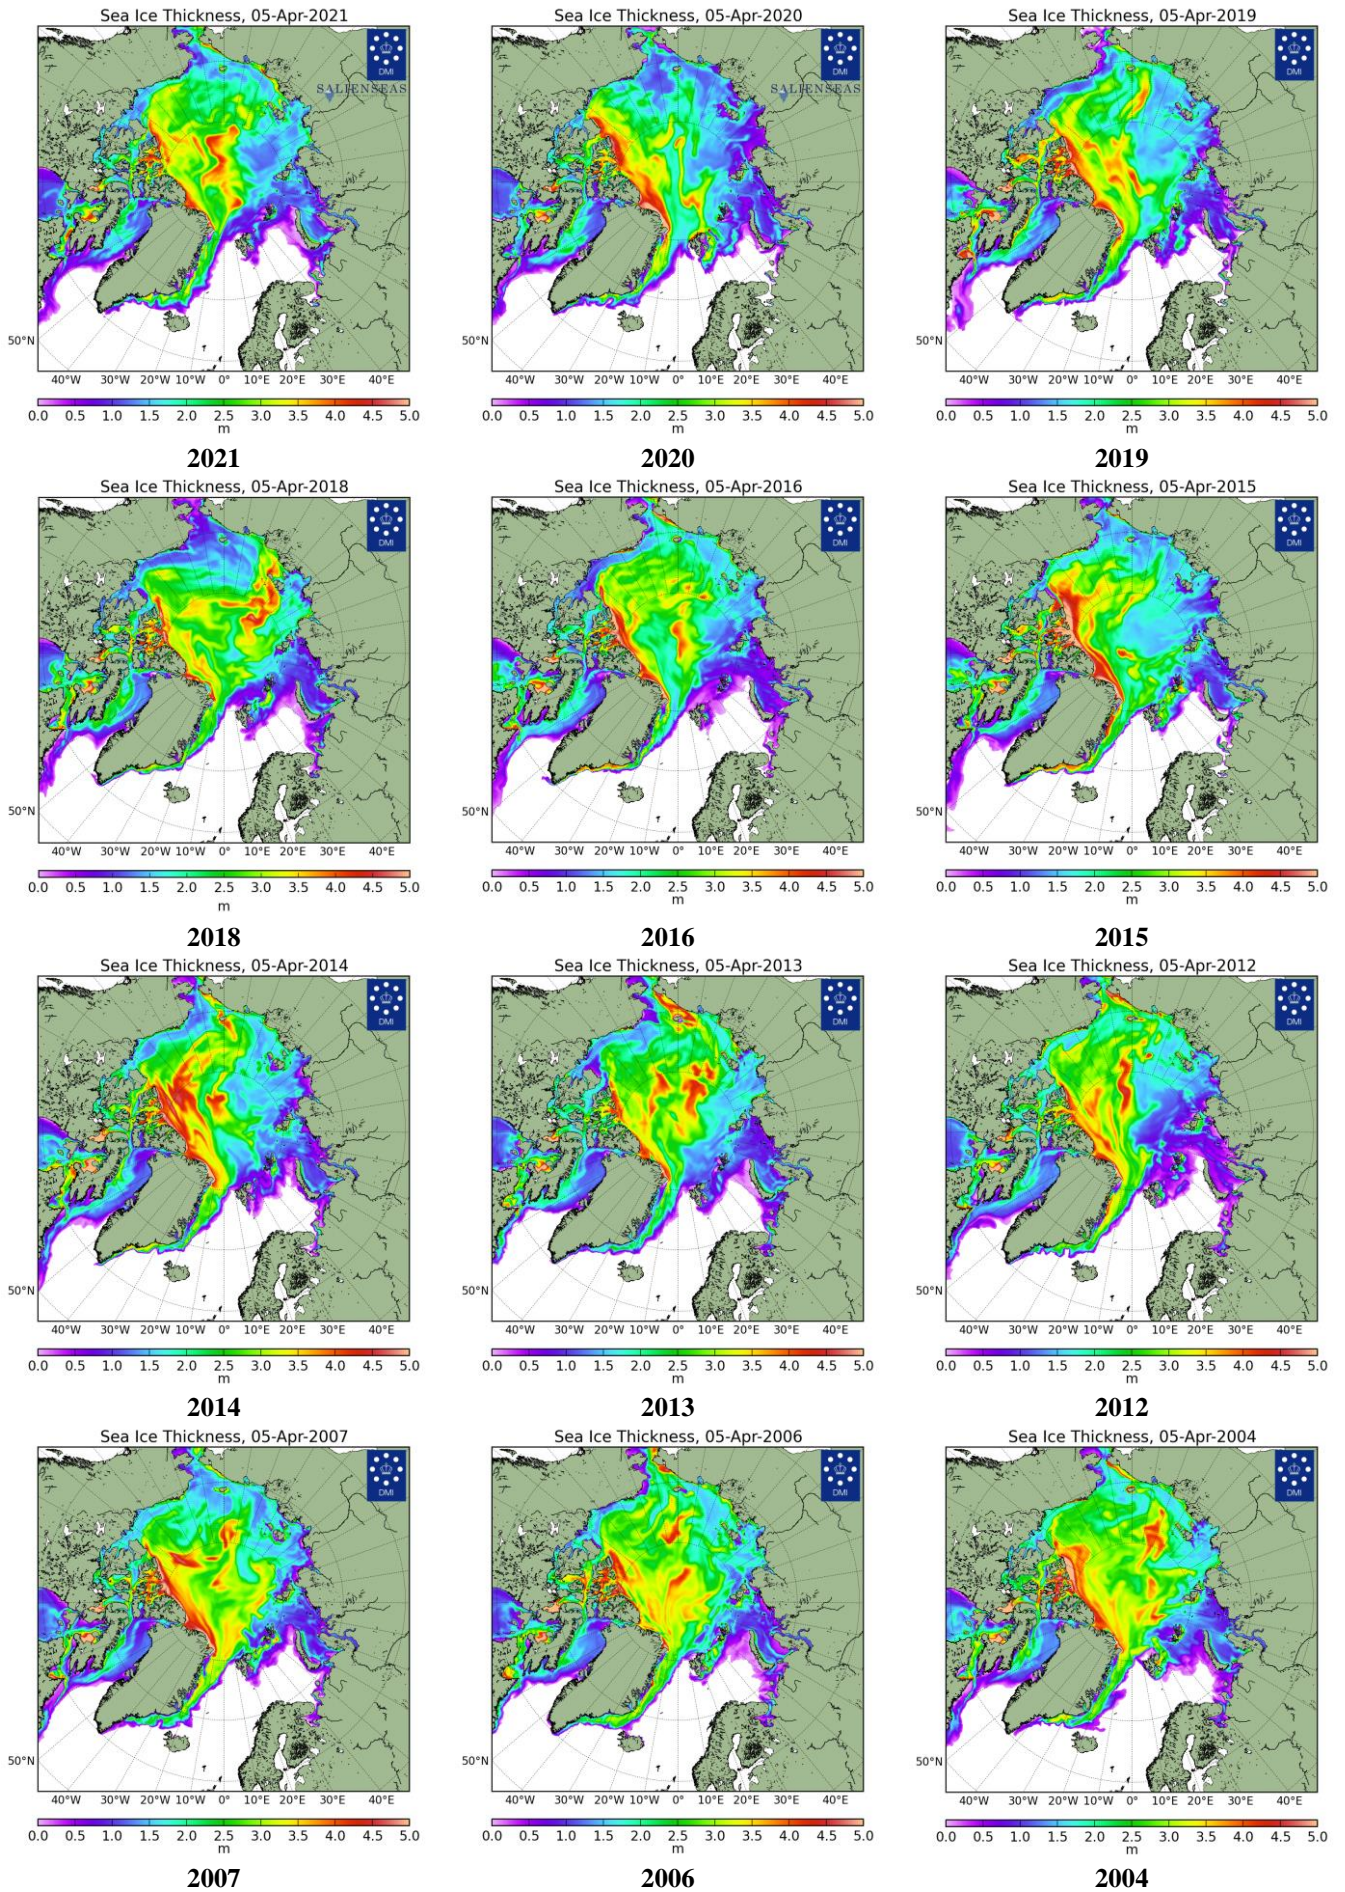 Sea Ice Thickness, 05-Apr-2021
Sea Ice Thickness, 05-Apr-2020
Sea Ice Thickness, 05-Apr-2019
DMI
DMI
DMI
SALIENSEAS
SALIENSEAS
50°N
50°N
50°N
40°W 30°W 20°W 10°W 0° 10°E 20°E 30°E 40°E
40°W 30°W 20°W 10°W 0° 10°E 20°E 30°E 40°E
40°W 30°W 20°W 10°W 0° 10°E 20°E 30°E 40°E
0.0 0.5 1.0 1.5 2.0 2.5 3.0 3.5 4.0 4.5 5.0
0.0 0.5 1.0 1.5 2.0 2.5 3.0 3.5 4.0 4.5 5.0
0.0 0.5 1.0 1.5 2.0 2.5 3.0 3.5 4.0 4.5 5.0
m
m
m
2021
2020
2019
Sea Ice Thickness, 05-Apr-2018
Sea Ice Thickness, 05-Apr-2016
Sea Ice Thickness, 05-Apr-2015
DMI
DMI
DMI
50°N
50°N
50°N
40°W 30°W 20°W 10°W 0° 10°E 20°E 30°E 40°E
40°W 30°W 20°W 10°W 0° 10°E 20°E 30°E 40°E
40°W 30°W 20°W 10°W 0° 10°E 20°E 30°E 40°E
0.0 0.5 1.0 1.5 2.0 2.5 3.0 3.5 4.0 4.5 5.0
0.0 0.5 1.0 1.5 2.0 2.5 3.0 3.5 4.0 4.5 5.0
0.0 0.5 1.0 1.5 2.0 2.5 3.0 3.5 4.0 4.5 5.0
m
m
m
2018
2016
2015
Sea Ice Thickness, 05-Apr-2014
Sea Ice Thickness, 05-Apr-2013
Sea Ice Thickness, 05-Apr-2012
DMI
DMI
DMI
50°N
50°N
50°N
40°W 30°W 20°W 10°W 0° 10°E 20°E 30°E 40°E
40°W 30°W 20°W 10°W 0° 10°E 20°E 30°E 40°E
40°W 30°W 20°W 10°W 0° 10°E 20°E 30°E 40°E
0.0 0.5 1.0 1.5 2.0 2.5 3.0 3.5 4.0 4.5 5.0
0.0 0.5 1.0 1.5 2.0 2.5 3.0 3.5 4.0 4.5 5.0
0.0 0.5 1.0 1.5 2.0 2.5 3.0 3.5 4.0 4.5 5.0
m
m
m
2014
2013
2012
Sea Ice Thickness, 05-Apr-2007
Sea Ice Thickness, 05-Apr-2006
Sea Ice Thickness, 05-Apr-2004
DMI
DMI
DMI
50°N
50°N
50°N
40°W 30°W 20°W 10°W 0° 10°E 20°E 30°E 40°E
40°W 30°W 20°W 10°W 0° 10°E 20°E 30°E 40°E
40°W 30°W 20°W 10°W 0° 10°E 20°E 30°E 40°E
0.0 0.5 1.0 1.5 2.0 2.5 3.0 3.5 4.0 4.5 5.0
0.0 0.5 1.0 1.5 2.0 2.5 3.0 3.5 4.0 4.5 5.0
0.0 0.5 1.0 1.5 2.0 2.5 3.0 3.5 4.0 4.5 5.0
m
m
m
2007
2006
2004